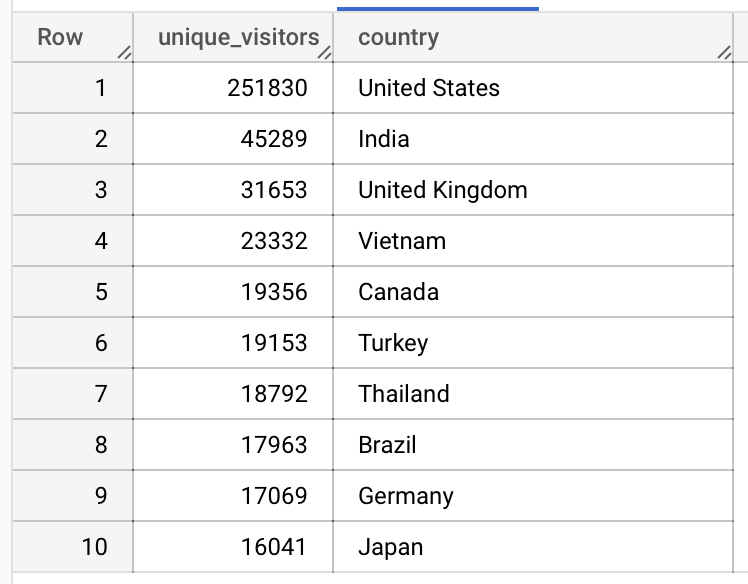 Row unique_visitors country
1 251830 United States
2 45289 India
3 31653 United Kingdom
4 23332 Vietnam
5 19356 Canada
6 19153 Turkey
7 18792 Thailand
8 17963 Brazil
9 17069 Germany
10 16041 Japan